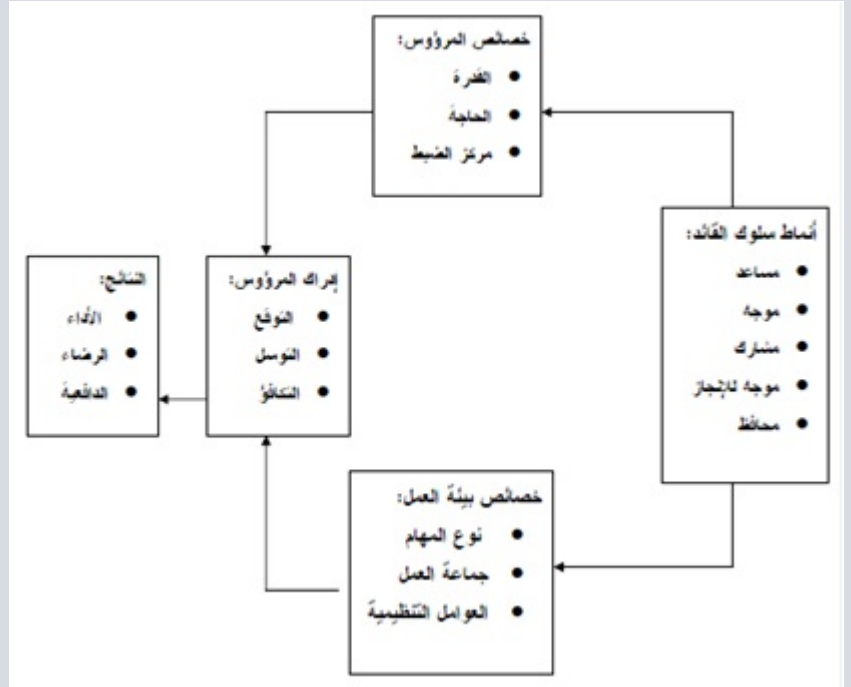 خصائص المرؤوس:
القدرة
الحاجة
مركز الضبط
أنماط سلوك القائد:
مساعد
موجه
مشارك
موجه للإنجاز
محافظ
إدراك المرؤوس:
التوقع
التوسل
التكافؤ
النتائج:
الأداء
الرضاء
الدافعية
خصائص بيئة العمل:
نوع المهام
جماعة العمل
العوامل التنظيمية